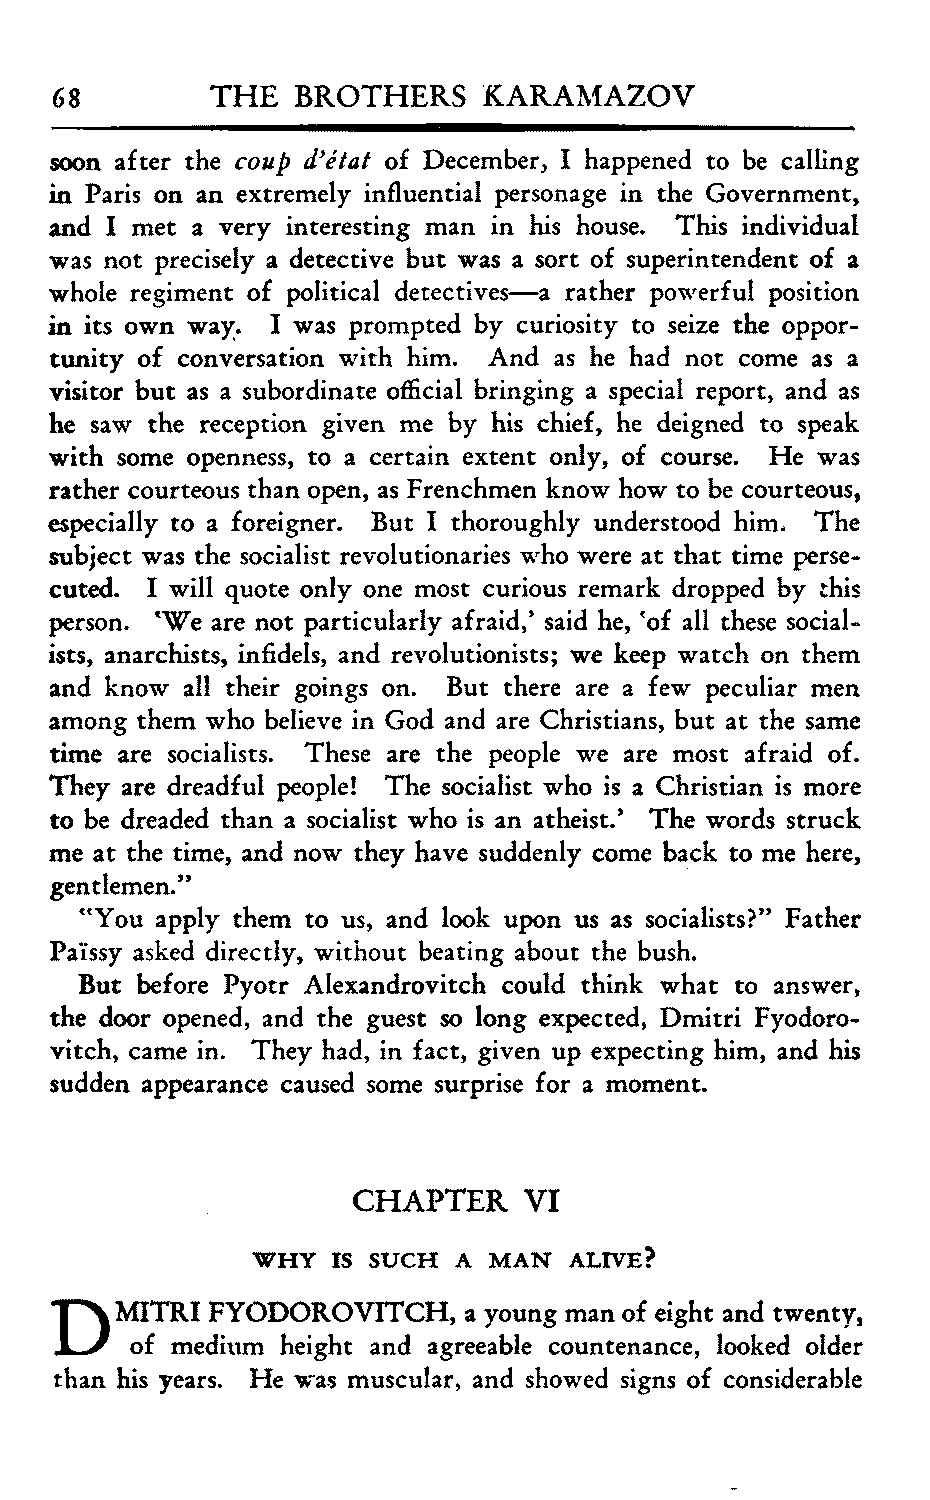 68 THE BROTHERS KARAMAZOV
soon after the coup d'état of December, I happened to be calling
in Paris on an extremely influential personage in the Government,
and I met a very interesting man in his house. This individual
was not precisely a detective but was a sort of superintendent of a
whole regiment of political detectives—a rather powerful position
in its own way. I was prompted by curiosity to seize the oppor-
tunity of conversation with him. And as he had not come as a
visitor but as a subordinate official bringing a special report, and as
he saw the reception given me by his chief, he deigned to speak
with some openness, to a certain extent only, of course. He was
rather courteous than open, as Frenchmen know how to be courteous,
especially to a foreigner. But I thoroughly understood him. The
subject was the socialist revolutionaries who were at that time perse-
cuted. I will quote only one most curious remark dropped by this
person. 'We are not particularly afraid,' said he, 'of all these social-
ists, anarchists, infidels, and revolutionists; we keep watch on them
and know all their goings on. But there are a few peculiar men
among them who believe in God and are Christians, but at the same
time are socialists. These are the people we are most afraid of.
They are dreadful people! The socialist who is a Christian is more
to be dreaded than a socialist who is an atheist.' The words struck
me at the time, and now they have suddenly come back to me here,
gentlemen."
"You apply them to us, and look upon us as socialists?" Father
Païssy asked directly, without beating about the bush.
But before Pyotr Alexandrovitch could think what to answer,
the door opened, and the guest so long expected, Dmitri Fyodoro-
vitch, came in. They had, in fact, given up expecting him, and his
sudden appearance caused some surprise for a moment.
CHAPTER VI
WHY IS SUCH A MAN ALIVE?
DMITRI FYODOROVITCH, a young man of eight and twenty,
of medium height and agreeable countenance, looked older
than his years. He was muscular, and showed signs of considerable